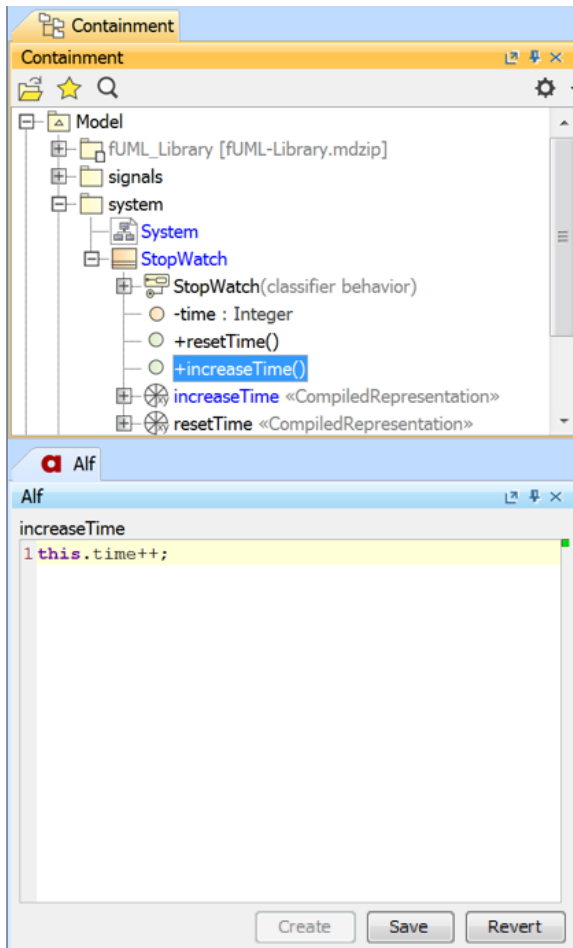 Containment
Containment
Model
fUML_Library [fUML-Library.mdzip]
signals
system
System
StopWatch
StopWatch(classifier behavior)
-time : Integer
+resetTime()
+increaseTime()
increaseTime «CompiledRepresentation»
resetTime «CompiledRepresentation»
a Alf
Alf
increaseTime
1 this.time++;
Create Save Revert